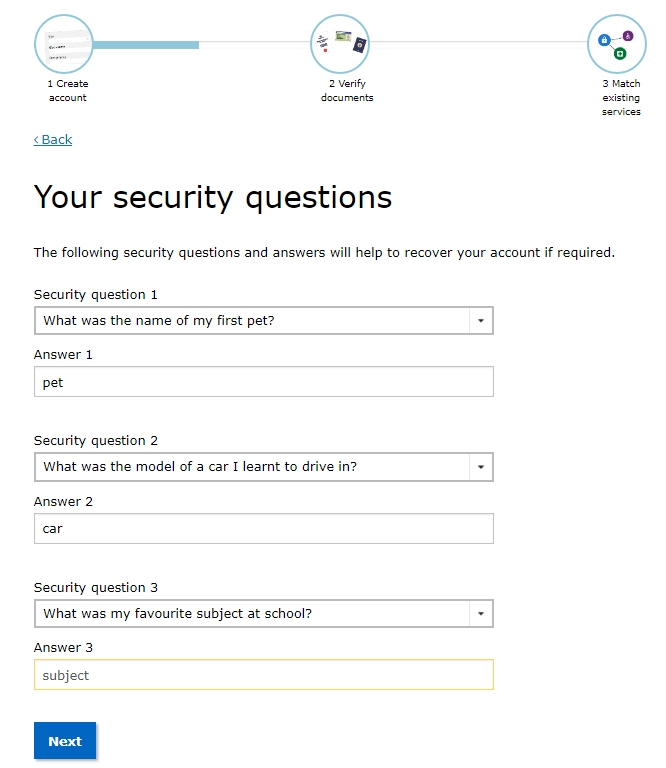 1 Create
account
2 Verify
documents
3 Match
existing
services
< Back
Your security questions
The following security questions and answers will help to recover your account if required.
Security question 1
What was the name of my first pet?
Answer 1
pet
Security question 2
What was the model of a car I learnt to drive in?
Answer 2
car
Security question 3
What was my favourite subject at school?
Answer 3
subject
Next